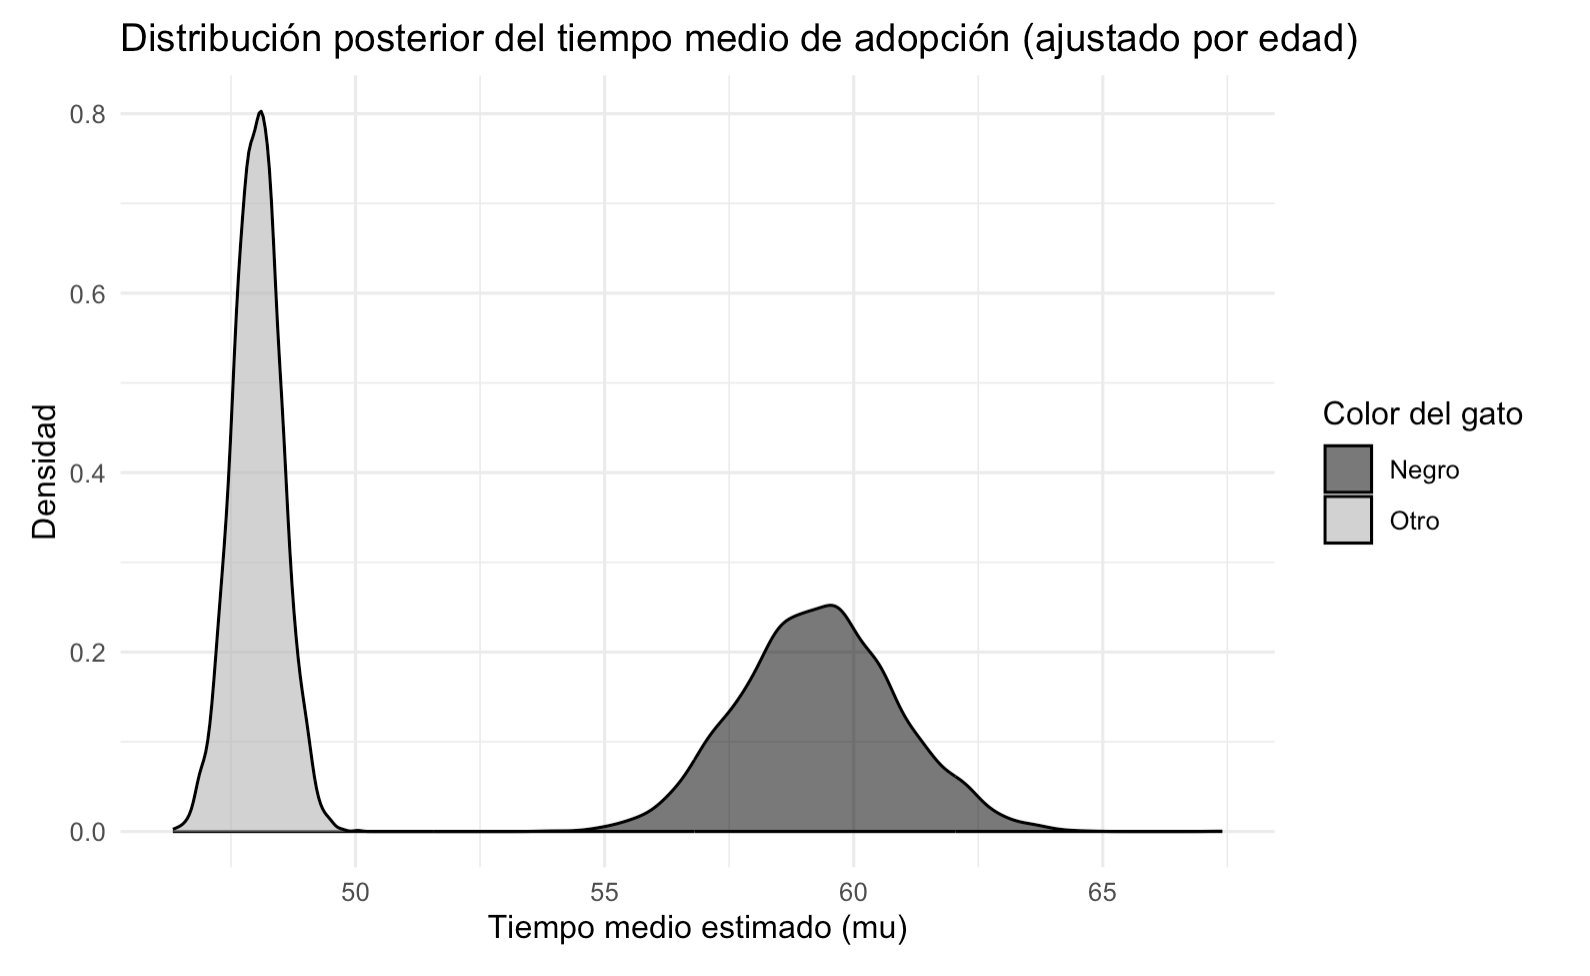 Distribución posterior del tiempo medio de adopción (ajustado por edad)
0.8
0.6
0.4
0.2
0.0
Densidad
50
55
60
65
Tiempo medio estimado (mu)
Color del gato
Negro
Otro